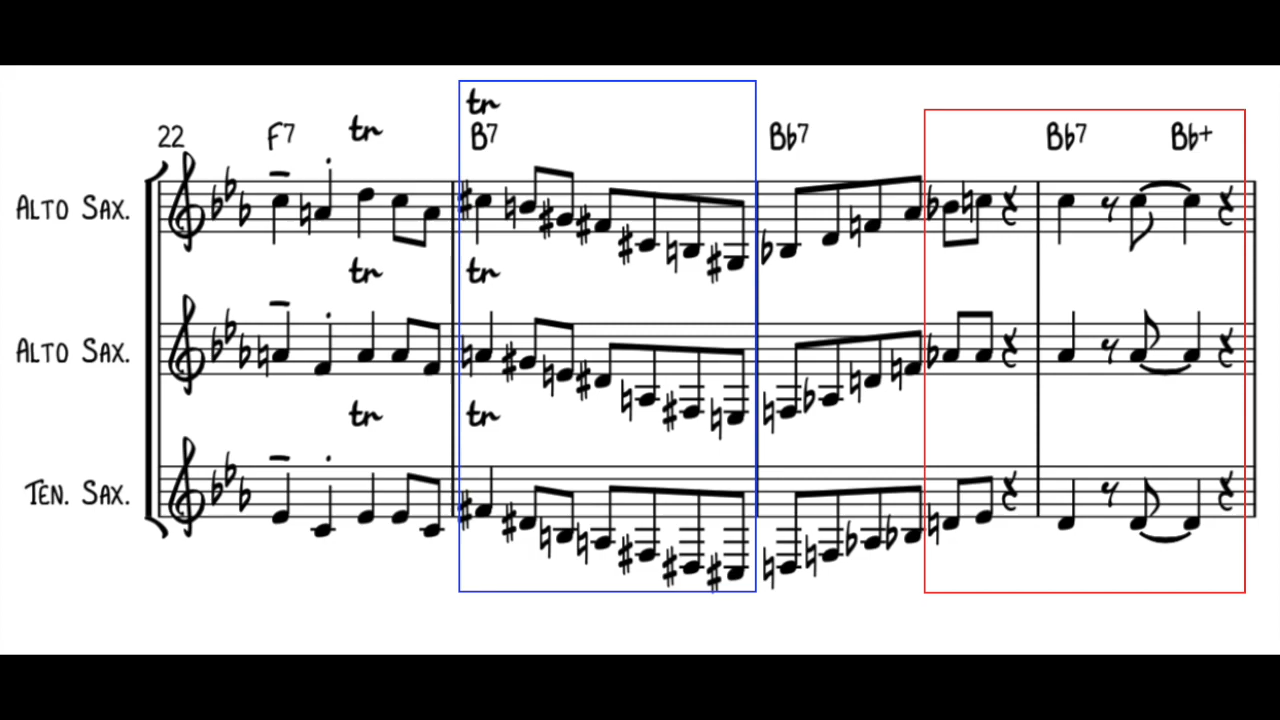 tr
22 F7 tr B7 Bb7 Bb7 Bb+
ALTO SAX.
tr tr
ALTO SAX.
tr tr
TEN. SAX.